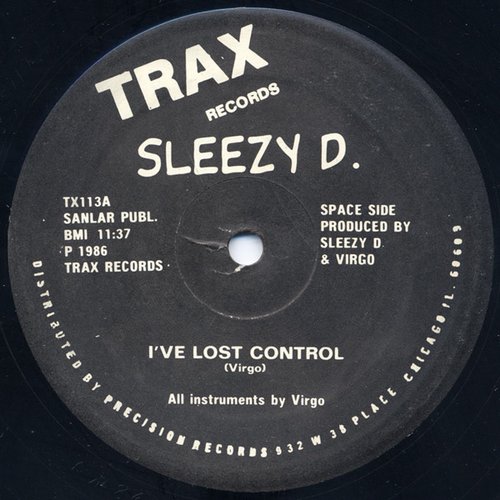 TRAX
RECORDS
SLEEZY D.
TX113A
SANLAR PUBL.
BMI 11:37
P 1986
TRAX RECORDS
SPACE SIDE
PRODUCED BY
SLEEZY D.
& VIRGO
I'VE LOST CONTROL
(Virgo)
All instruments by Virgo
DISTRIBUTED BY PRECISION RECORDS 932 W 38 PLACE CHICAGO IL. 60609